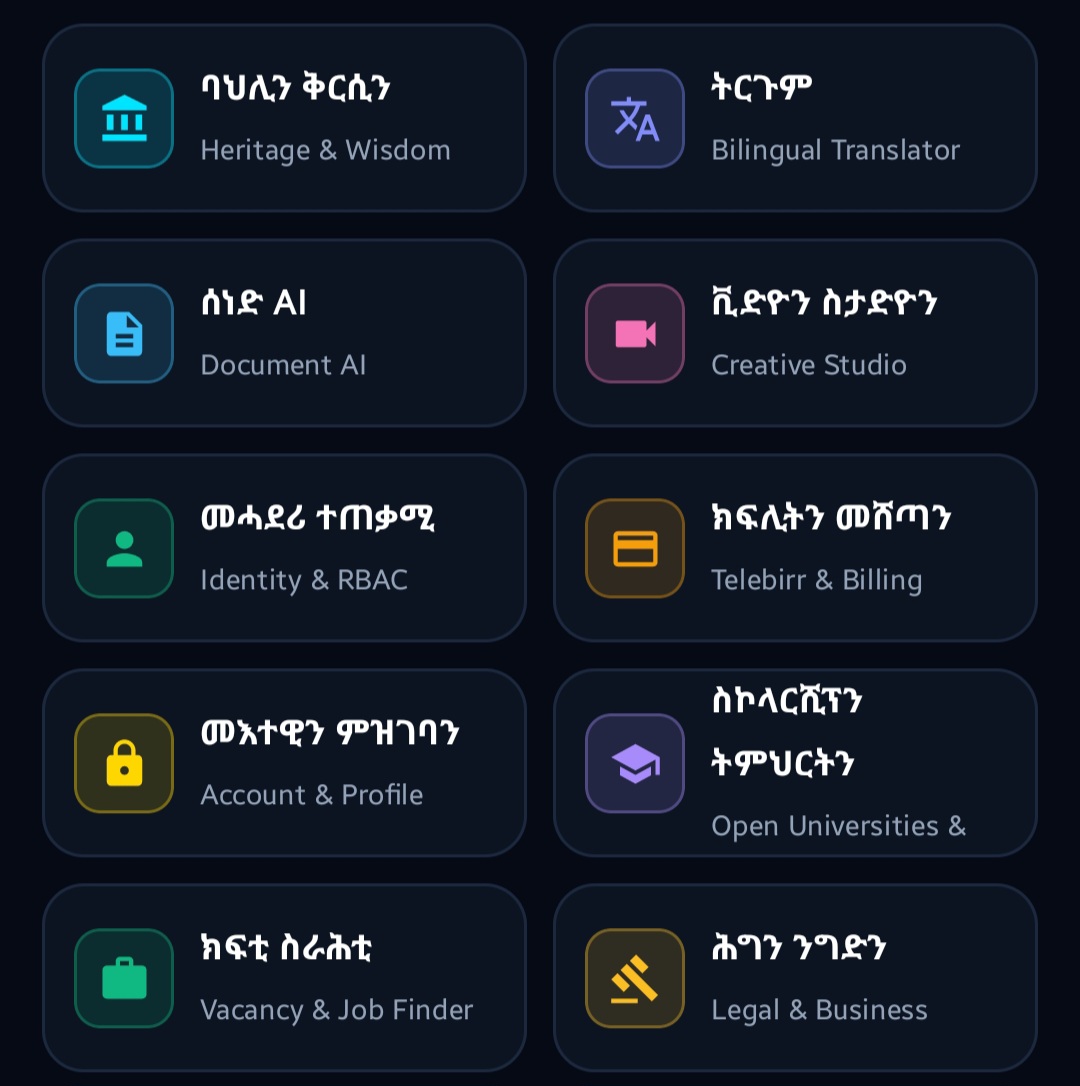 ባህሊን ቅርሲን
Heritage & Wisdom
ትርጉም
Bilingual Translator
ሰነድ AI
Document AI
ቪድዮን ስታድዮን
Creative Studio
መሓደሪ ተጠቃሚ
Identity & RBAC
ክፍሊትን መሸጣን
Telebirr & Billing
መእተዊን ምዝገባን
Account & Profile
ስኮላርሺፕን
ትምህርትን
Open Universities &
ክፍቲ ስራሕቲ
Vacancy & Job Finder
ሕግን ንግድን
Legal & Business